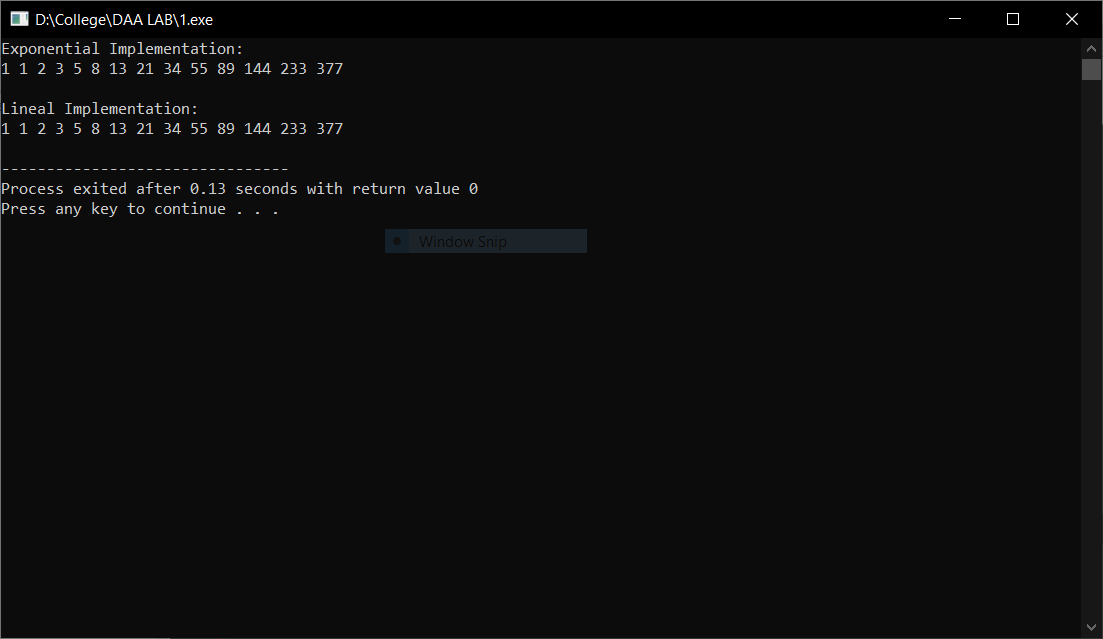 D:\College\DAA LAB\1.exe
Exponential Implementation:
1 1 2 3 5 8 13 21 34 55 89 144 233 377
Lineal Implementation:
1 1 2 3 5 8 13 21 34 55 89 144 233 377
--------------------------------
Process exited after 0.13 seconds with return value 0
Press any key to continue . . .
Window Snip